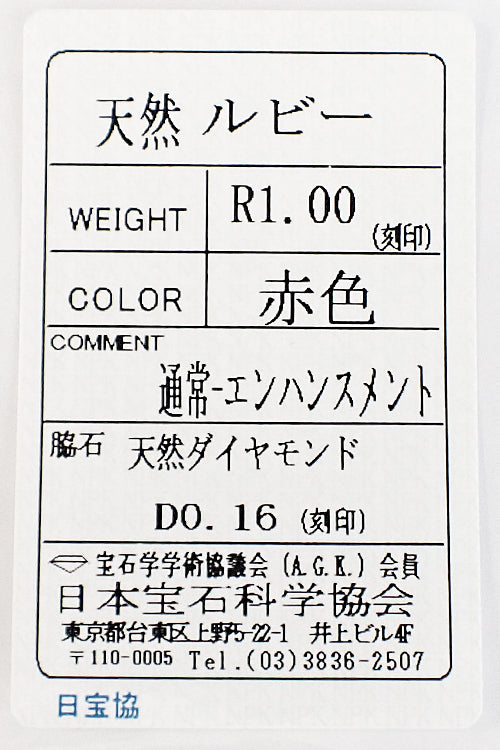 天然 ルビー
WEIGHT R1.00 (刻印)
COLOR 赤色
COMMENT
通常-エンハンスメント
脇石 天然ダイヤモンド
D0.16 (刻印)
宝石学学術協議会 (A.G.K.) 会員
日本宝石科学協会
東京都台東区上野5-22-1 井上ビル4F
〒110-0005 Tel.(03)3836-2507
日宝協